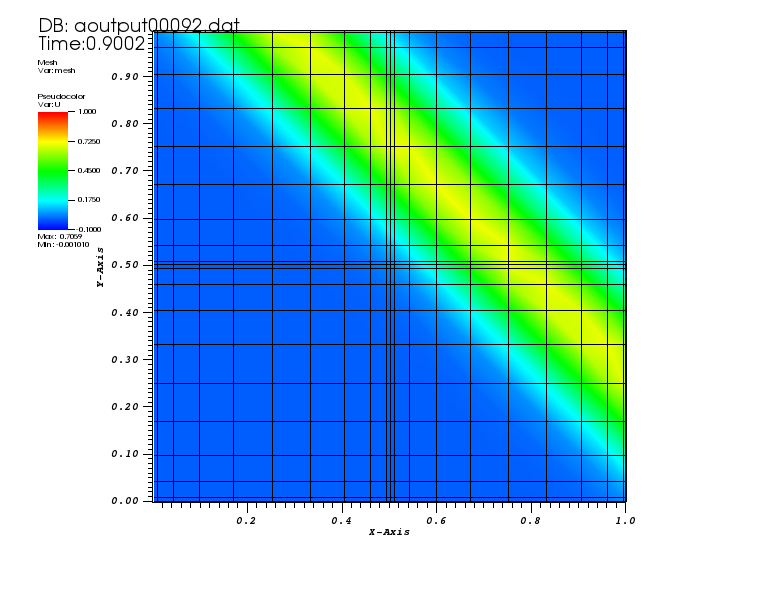 DB: aoutput00092.dat
Time:0.9002
Mesh
Var: mesh
Pseudocolor
Var: U
1.000
0.7250
0.4500
0.1750
-0.1000
Max: 0.7059
Min: -0.001010
Y-Axis
0.90
0.80
0.70
0.60
0.50
0.40
0.30
0.20
0.10
0.00
0.2 0.4 0.6 0.8 1.0
X-Axis